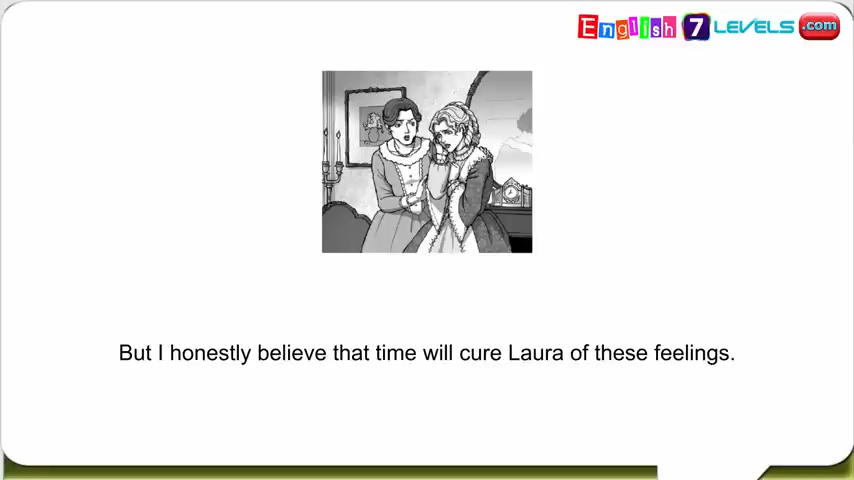 English 7 LEVELS .com
But I honestly believe that time will cure Laura of these feelings.